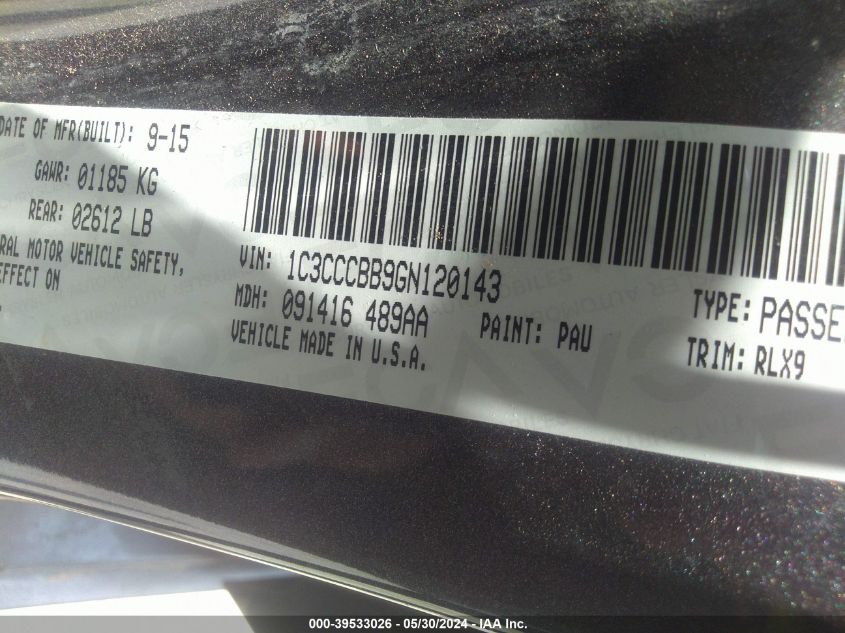 DATE OF MFR(BUILT): 9-15
GAWR: 01185 KG
REAR: 02612 LB
RAL MOTOR VEHICLE SAFETY,
EFFECT ON
VIN: 1C3CCCBB9GN120143
MDH: 091416 489AA
PAINT: PAU
VEHICLE MADE IN U.S.A.
TYPE: PASSE
TRIM: RLX9
000-39533026 - 05/30/2024 - IAA Inc.